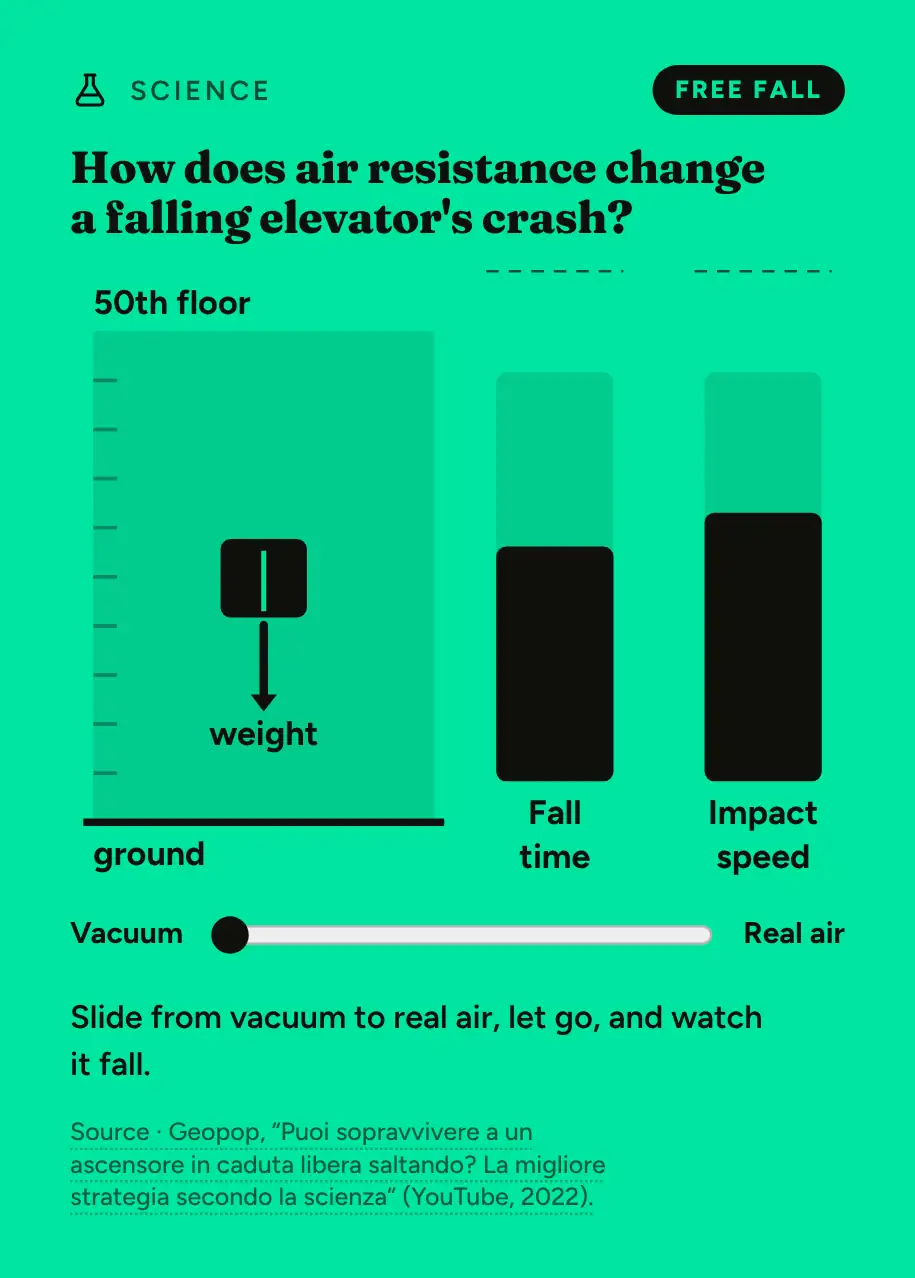 SCIENCE
FREE FALL
How does air resistance change
a falling elevator's crash?
50th floor
weight
ground
Fall
time
Impact
speed
Vacuum
Real air
Slide from vacuum to real air, let go, and watch
it fall.
Source · Geopop, “Puoi sopravvivere a un
ascensore in caduta libera saltando? La migliore
strategia secondo la scienza” (YouTube, 2022).